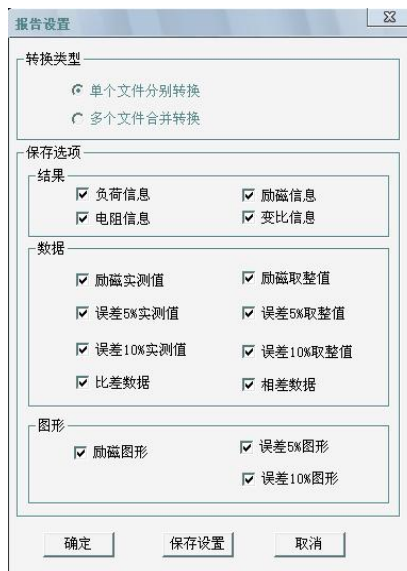 报告设置
转换类型
单个文件分别转换
多个文件合并转换
保存选项
结果
负荷信息 励磁信息
电阻信息 变比信息
数据
励磁实测值 励磁取整值
误差5%实测值 误差5%取整值
误差10%实测值 误差10%取整值
比差数据 相差数据
图形
励磁图形 误差5%图形
误差10%图形
确定 保存设置 取消